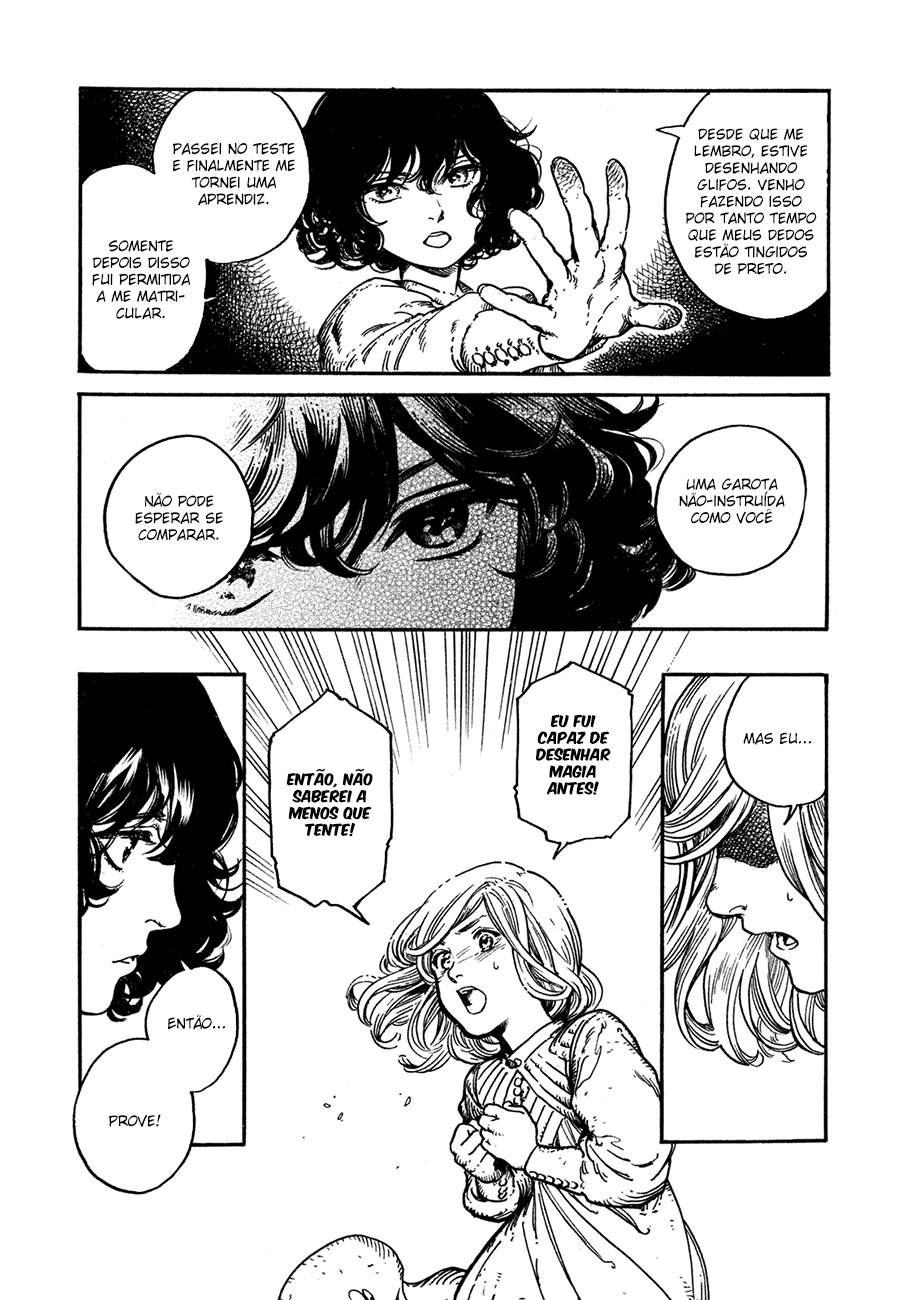 DESDE QUE ME
LEMBRO, ESTIVE
DESENHANDO
GLIFOS. VENHO
FAZENDO ISSO
POR TANTO TEMPO
QUE MEUS DEDOS
ESTÃO TINGIDOS
DE PRETO.
PASSEI NO TESTE
E FINALMENTE ME
TORNEI UMA
APRENDIZ.
SOMENTE
DEPOIS DISSO
FUI PERMITIDA
A ME MATRI-
CULAR.
UMA GAROTA
NÃO-INSTRUÍDA
COMO VOCÊ
NÃO PODE
ESPERAR SE
COMPARAR.
MAS EU...
EU FUI
CAPAZ DE
DESENHAR
MAGIA
ANTES!
ENTÃO, NÃO
SABEREI A
MENOS QUE
TENTE!
ENTÃO...
PROVE!